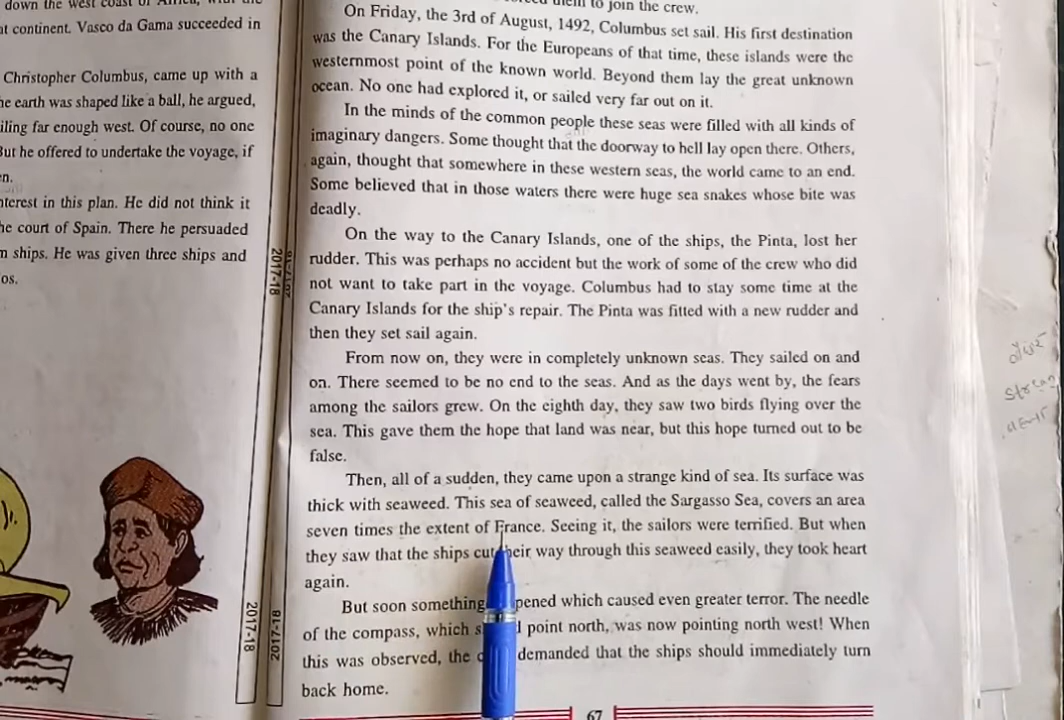 down the west coast of Africa, with the
at continent. Vasco da Gama succeeded in
Christopher Columbus, came up with a
he earth was shaped like a ball, he argued,
iling far enough west. Of course, no one
But he offered to undertake the voyage, if
en.
nterest in this plan. He did not think it
he court of Spain. There he persuaded
n ships. He was given three ships and
os.
2017-18
2017-18
2017-18
them to join the crew.
On Friday, the 3rd of August, 1492, Columbus set sail. His first destination
was the Canary Islands. For the Europeans of that time, these islands were the
westernmost point of the known world. Beyond them lay the great unknown
ocean. No one had explored it, or sailed very far out on it.
In the minds of the common people these seas were filled with all kinds of
imaginary dangers. Some thought that the doorway to hell lay open there. Others,
again, thought that somewhere in these western seas, the world came to an end.
Some believed that in those waters there were huge sea snakes whose bite was
deadly.
On the way to the Canary Islands, one of the ships, the Pinta, lost her
rudder. This was perhaps no accident but the work of some of the crew who did
not want to take part in the voyage. Columbus had to stay some time at the
Canary Islands for the ship's repair. The Pinta was fitted with a new rudder and
then they set sail again.
From now on, they were in completely unknown seas. They sailed on and
on. There seemed to be no end to the seas. And as the days went by, the fears
among the sailors grew. On the eighth day, they saw two birds flying over the
sea. This gave them the hope that land was near, but this hope turned out to be
false.
Then, all of a sudden, they came upon a strange kind of sea. Its surface was
thick with seaweed. This sea of seaweed, called the Sargasso Sea, covers an area
seven times the extent of France. Seeing it, the sailors were terrified. But when
they saw that the ships cut their way through this seaweed easily, they took heart
again.
But soon something pened which caused even greater terror. The needle
of the compass, which s point north, was now pointing north west! When
this was observed, the demanded that the ships should immediately turn
back home.
67